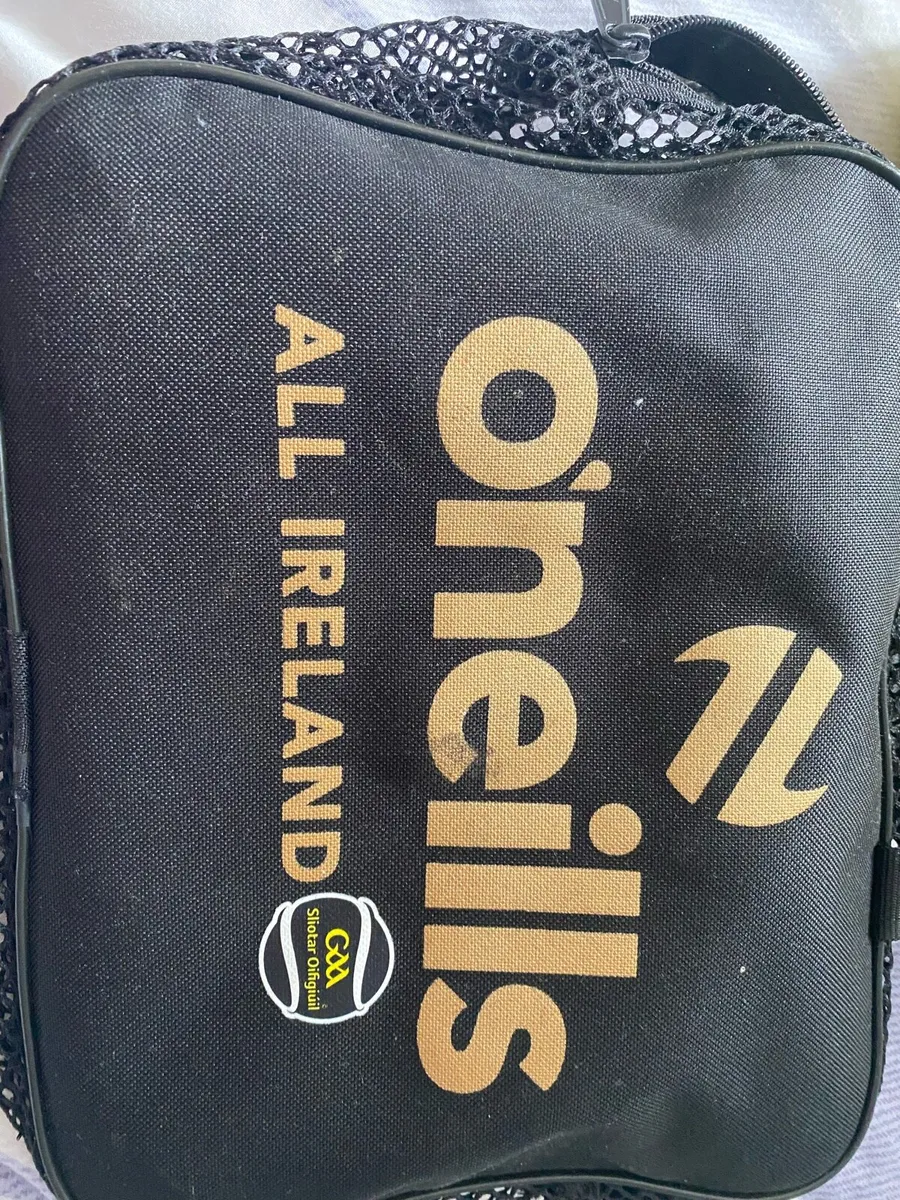 o'neills
ALL IRELAND
GAA
Sliotar Oifigiúil